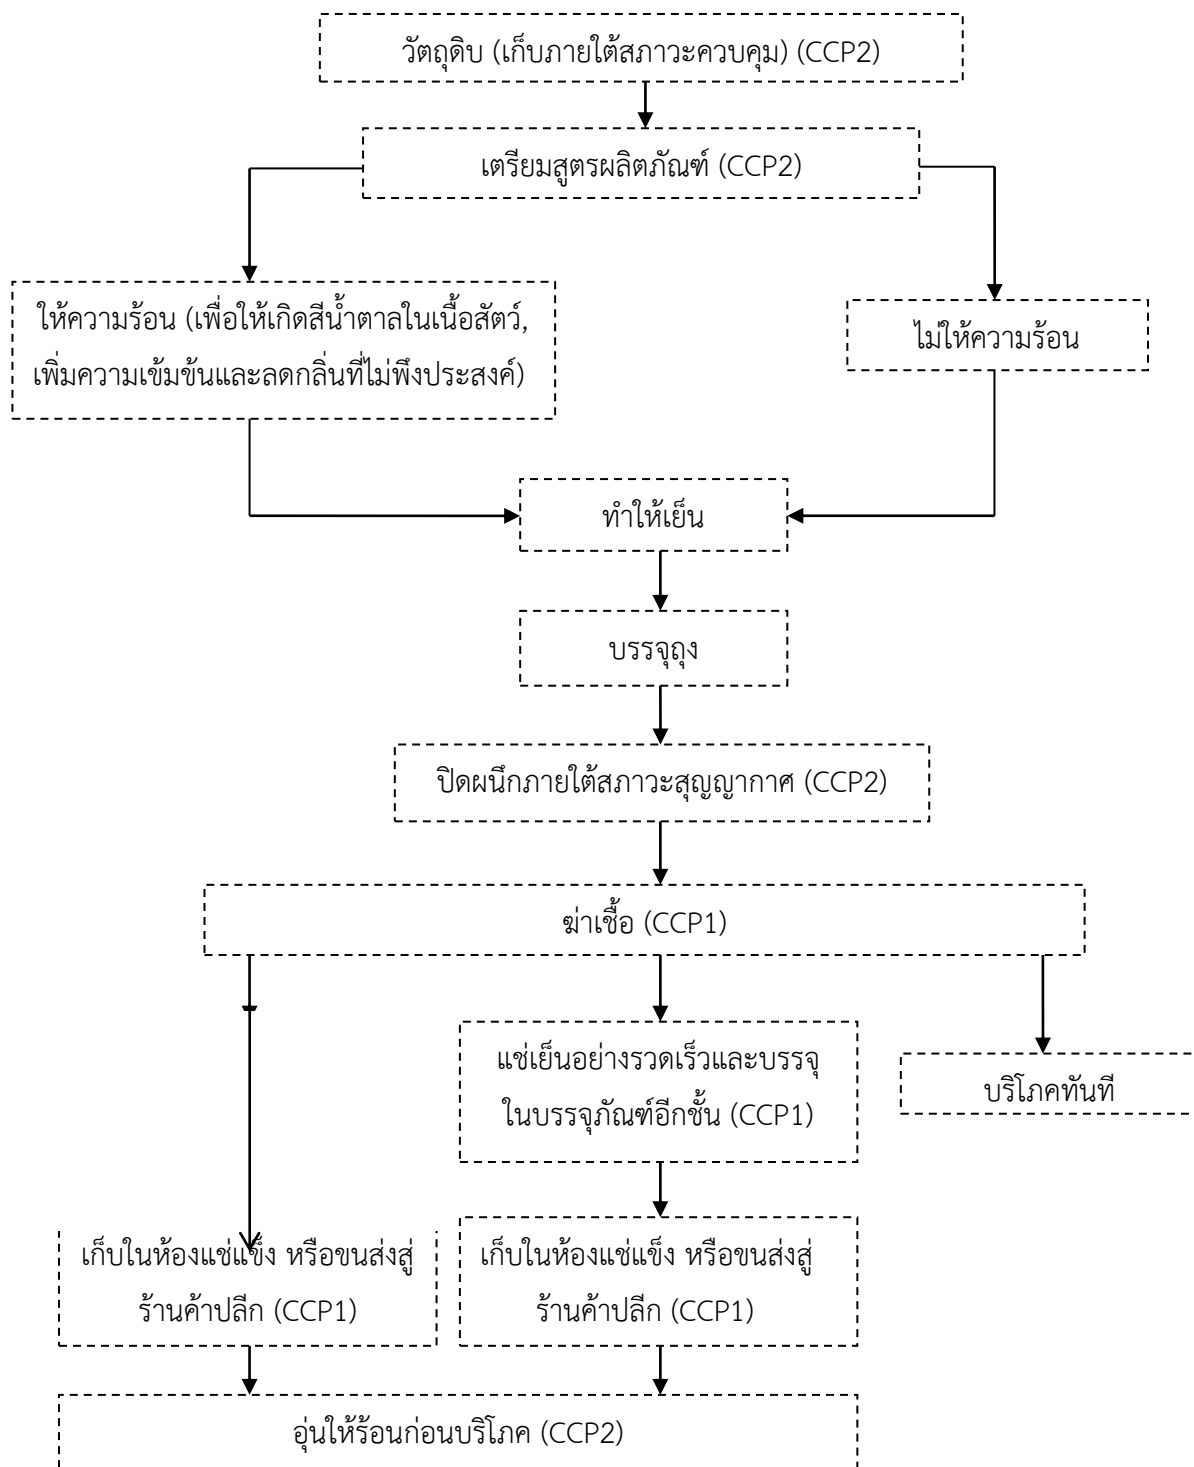 วัตถุดิบ (เก็บภายใต้สภาวะควบคุม) (CCP2)
เตรียมสูตรผลิตภัณฑ์ (CCP2)
ให้ความร้อน (เพื่อให้เกิดสีน้ำตาลในเนื้อสัตว์,
เพิ่มความเข้มข้นและลดกลิ่นที่ไม่พึงประสงค์)
ไม่ให้ความร้อน
ทำให้เย็น
บรรจุถุง
ปิดผนึกภายใต้สภาวะสุญญากาศ (CCP2)
ฆ่าเชื้อ (CCP1)
แช่เย็นอย่างรวดเร็วและบรรจุ
ในบรรจุภัณฑ์อีกชั้น (CCP1)
บริโภคทันที
เก็บในห้องแช่แข็ง หรือขนส่งสู่
ร้านค้าปลีก (CCP1)
เก็บในห้องแช่แข็ง หรือขนส่งสู่
ร้านค้าปลีก (CCP1)
อุ่นให้ร้อนก่อนบริโภค (CCP2)